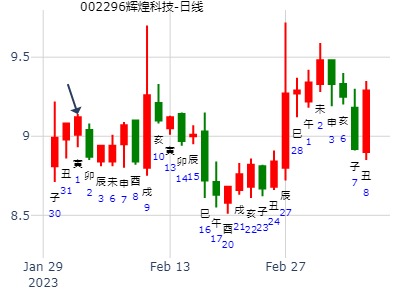 002296辉煌科技-日线
9.5
9
8.5
子 30
丑 31
寅 1
卯 2
辰 3
未 6
申 7
酉 8
戌 9
亥 10
寅 13
卯 14
辰 15
巳 16
午 17
酉 20
戌 21
亥 22
子 23
丑 24
辰 27
巳 28
午 1
未 2
申 3
亥 6
子 7
丑 8
Jan 29
2023
Feb 13
Feb 27